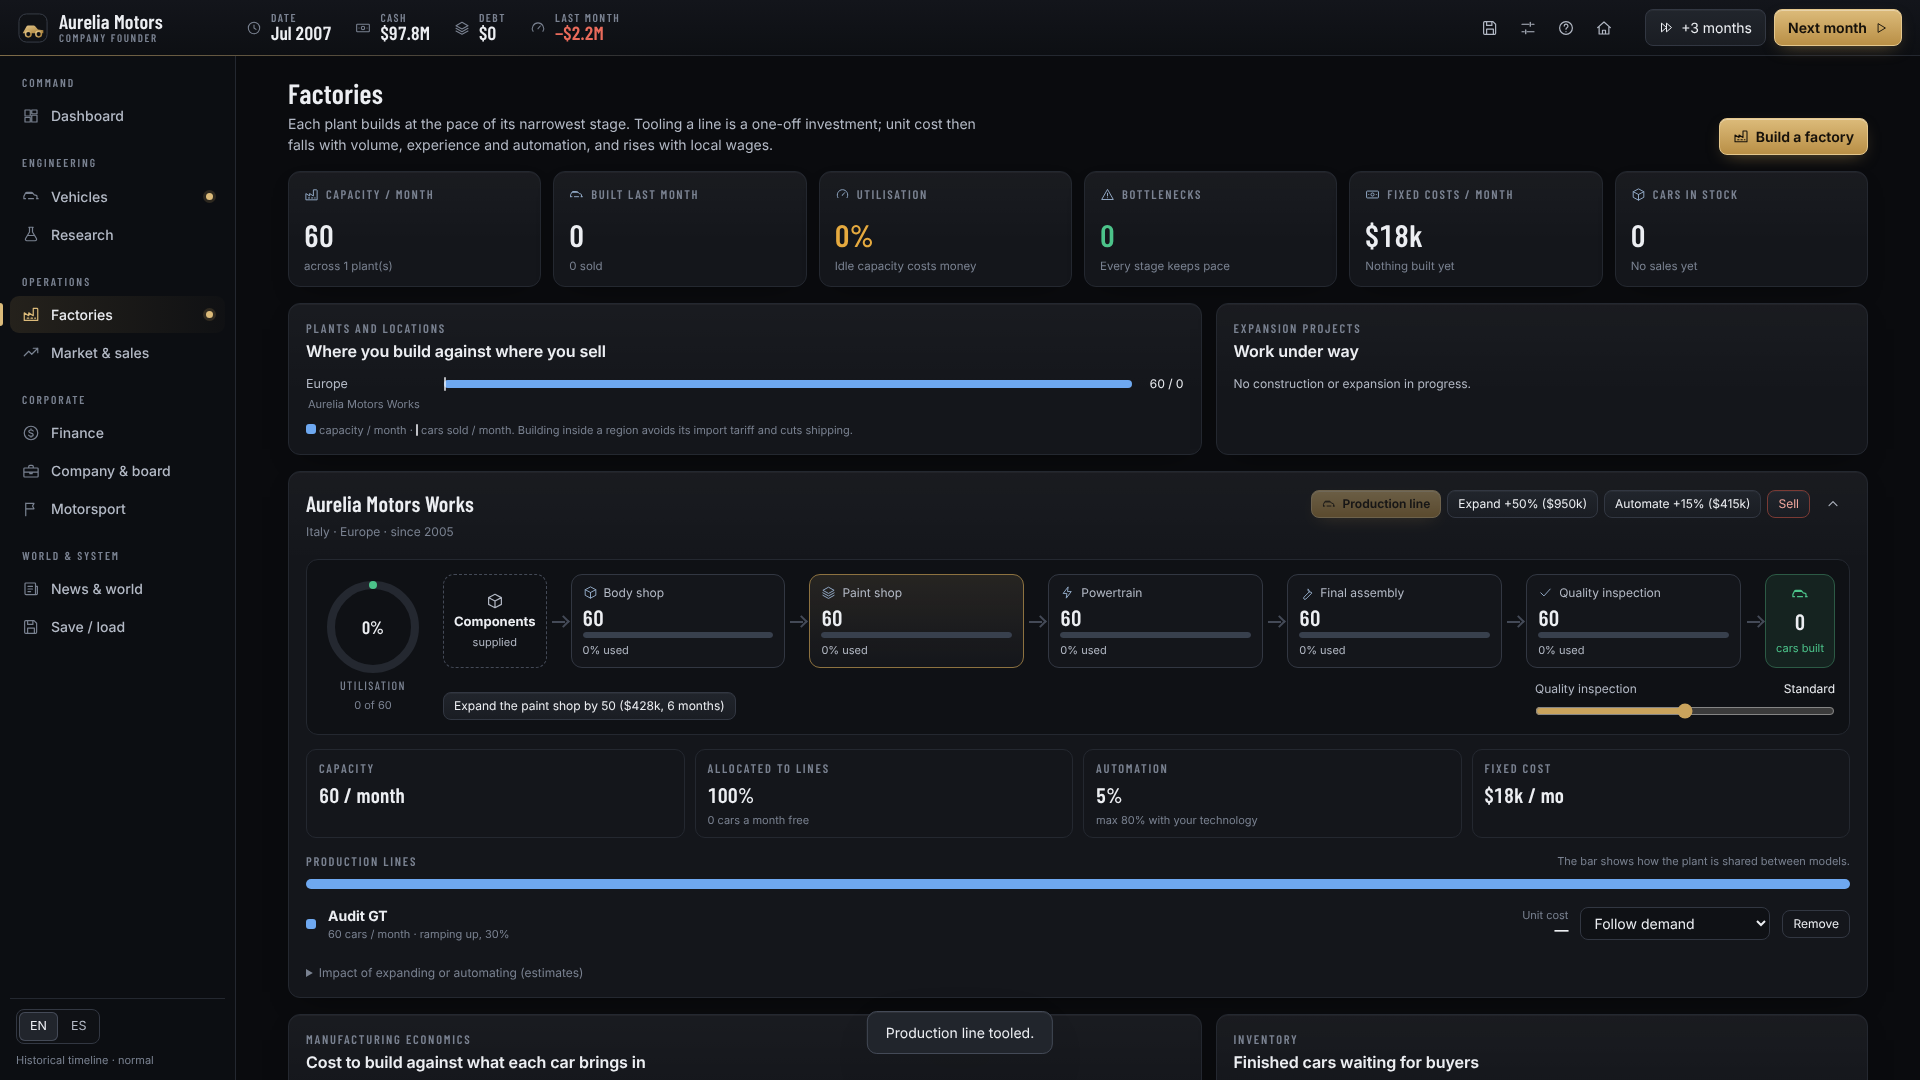 Aurelia Motors
COMPANY FOUNDER
DATE
Jul 2007
CASH
$97.8M
DEBT
$0
LAST MONTH
−$2.2M
+3 months
Next month
COMMAND
Dashboard
ENGINEERING
Vehicles
Research
OPERATIONS
Factories
Market & sales
CORPORATE
Finance
Company & board
Motorsport
WORLD & SYSTEM
News & world
Save / load
EN
ES
Historical timeline · normal
Factories
Each plant builds at the pace of its narrowest stage. Tooling a line is a one-off investment; unit cost then
falls with volume, experience and automation, and rises with local wages.
Build a factory
CAPACITY / MONTH
60
across 1 plant(s)
BUILT LAST MONTH
0
0 sold
UTILISATION
0%
Idle capacity costs money
BOTTLENECKS
0
Every stage keeps pace
FIXED COSTS / MONTH
$18k
Nothing built yet
CARS IN STOCK
0
No sales yet
PLANTS AND LOCATIONS
Where you build against where you sell
Europe
60 / 0
Aurelia Motors Works
capacity / month · cars sold / month. Building inside a region avoids its import tariff and cuts shipping.
EXPANSION PROJECTS
Work under way
No construction or expansion in progress.
Aurelia Motors Works
Italy · Europe · since 2005
Production line
Expand +50% ($950k)
Automate +15% ($415k)
Sell
0%
UTILISATION
0 of 60
Components
supplied
Body shop
60
0% used
Paint shop
60
0% used
Powertrain
60
0% used
Final assembly
60
0% used
Quality inspection
60
0% used
0
cars built
Expand the paint shop by 50 ($428k, 6 months)
Quality inspection
Standard
CAPACITY
60 / month
ALLOCATED TO LINES
100%
0 cars a month free
AUTOMATION
5%
max 80% with your technology
FIXED COST
$18k / mo
PRODUCTION LINES
The bar shows how the plant is shared between models.
Audit GT
60 cars / month · ramping up, 30%
Unit cost
—
Follow demand
Remove
Impact of expanding or automating (estimates)
MANUFACTURING ECONOMICS
Cost to build against what each car brings in
INVENTORY
Finished cars waiting for buyers
Production line tooled.